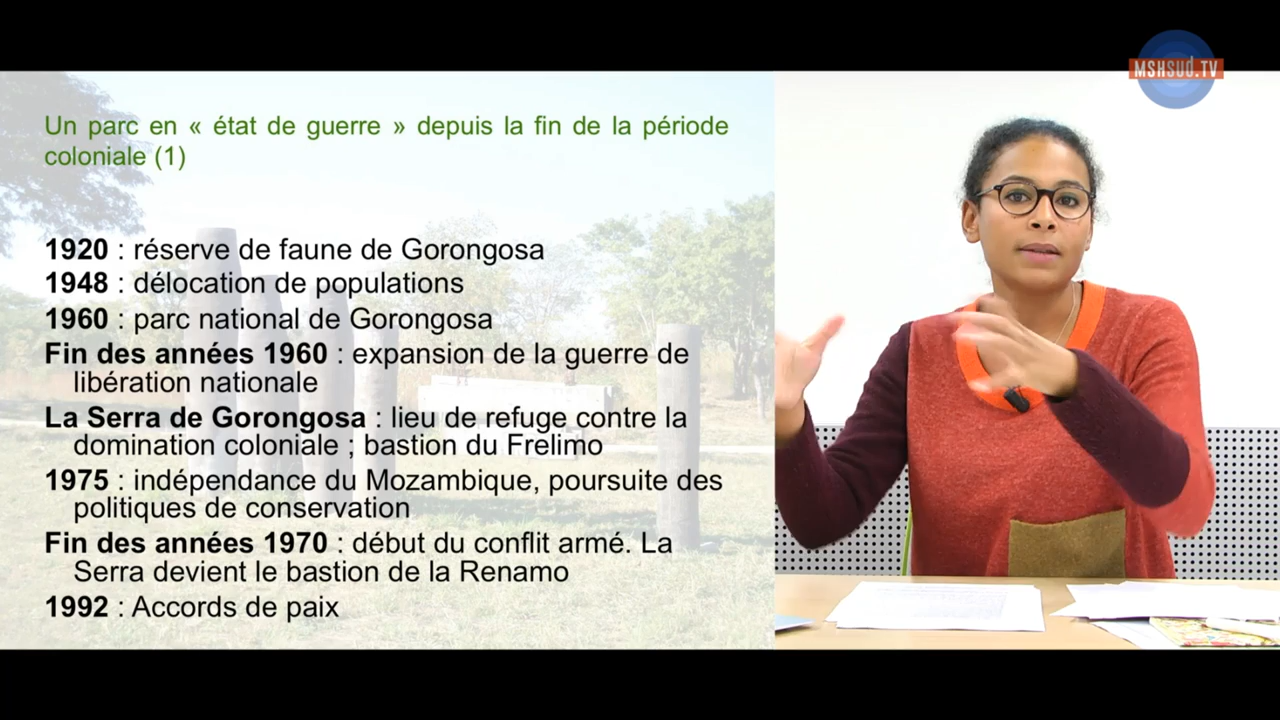 MSHSUD.TV
Un parc en « état de guerre » depuis la fin de la période
coloniale (1)
1920 : réserve de faune de Gorongosa
1948 : délocation de populations
1960 : parc national de Gorongosa
Fin des années 1960 : expansion de la guerre de
libération nationale
La Serra de Gorongosa : lieu de refuge contre la
domination coloniale ; bastion du Frelimo
1975 : indépendance du Mozambique, poursuite des
politiques de conservation
Fin des années 1970 : début du conflit armé. La
Serra devient le bastion de la Renamo
1992 : Accords de paix